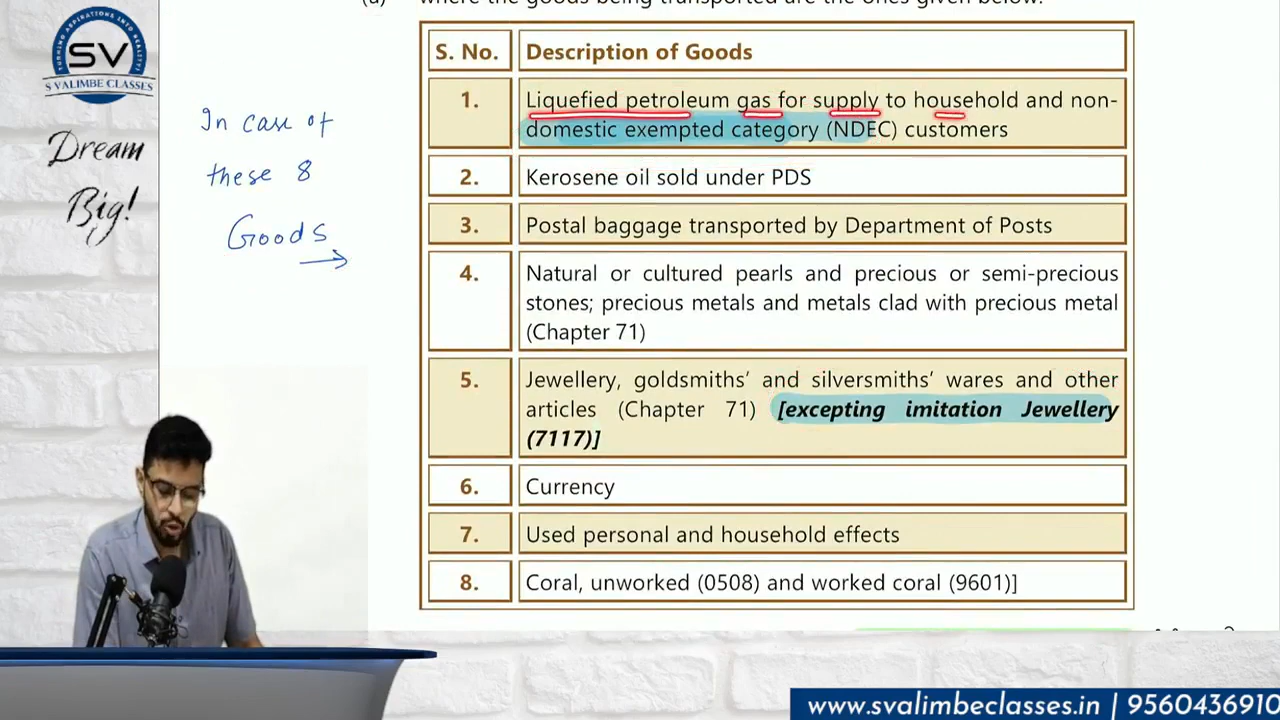 (a) where the goods being transported are the ones given below:
TURNING ASPIRATIONS INTO REALITY
SV
S VALIMBE CLASSES
Dream
Big!
In case of
these 8
Goods
S. No. Description of Goods
1. Liquefied petroleum gas for supply to household and non-
domestic exempted category (NDEC) customers
2. Kerosene oil sold under PDS
3. Postal baggage transported by Department of Posts
4. Natural or cultured pearls and precious or semi-precious
stones; precious metals and metals clad with precious metal
(Chapter 71)
5. Jewellery, goldsmiths’ and silversmiths’ wares and other
articles (Chapter 71) [excepting imitation Jewellery
(7117)]
6. Currency
7. Used personal and household effects
8. Coral, unworked (0508) and worked coral (9601)]
www.svalimbeclasses.in | 9560436910